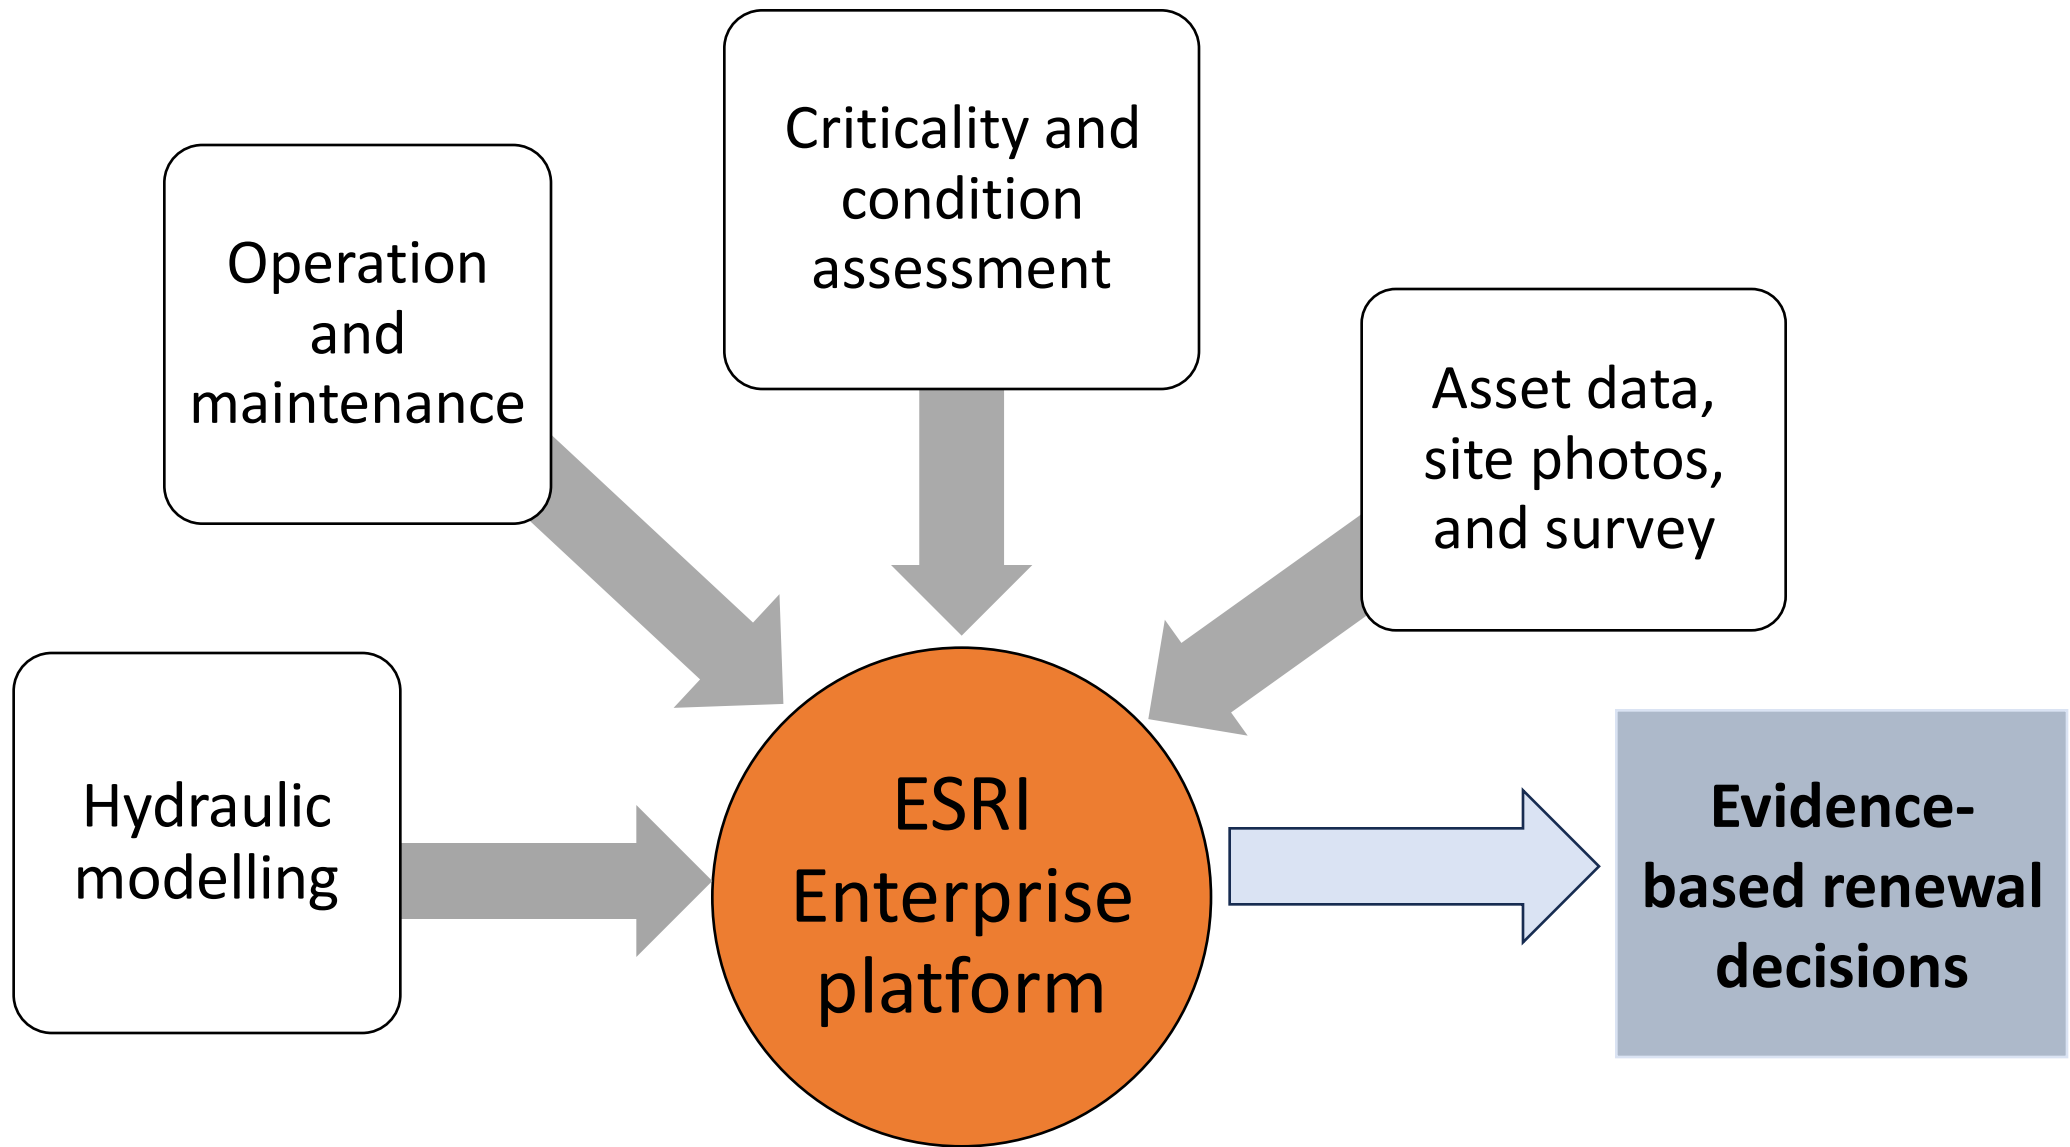 Criticality and
condition
assessment
Operation
and
maintenance
Asset data,
site photos,
and survey
Hydraulic
modelling
ESRI
Enterprise
platform
Evidence-
based renewal
decisions